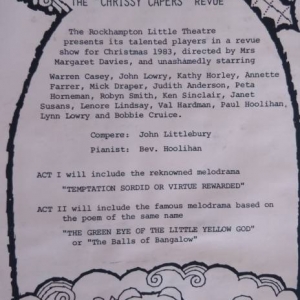 THE "CHRISSY CAPERS" REVUE
The Rockhampton Little Theatre
presents its talented players in a revue
show for Christmas 1983, directed by Mrs
Margaret Davies, and unashamedly starring
Warren Casey, John Lowry, Kathy Horley, Annette
Farrer, Mick Draper, Judith Anderson, Peta
Horneman, Robyn Smith, Ken Sinclair, Janet
Susans, Lenore Lindsay, Val Hardman, Paul Hoolihan,
Lynn Lowry and Bobbie Cruice.
Compere: John Littlebury
Pianist: Bev. Hoolihan
ACT I will include the reknowned melodrama
"TEMPTATION SORDID OR VIRTUE REWARDED"
ACT II will include the famous melodrama based on
the poem of the same name
"THE GREEN EYE OF THE LITTLE YELLOW GOD"
or "The Balls of Bangalow"